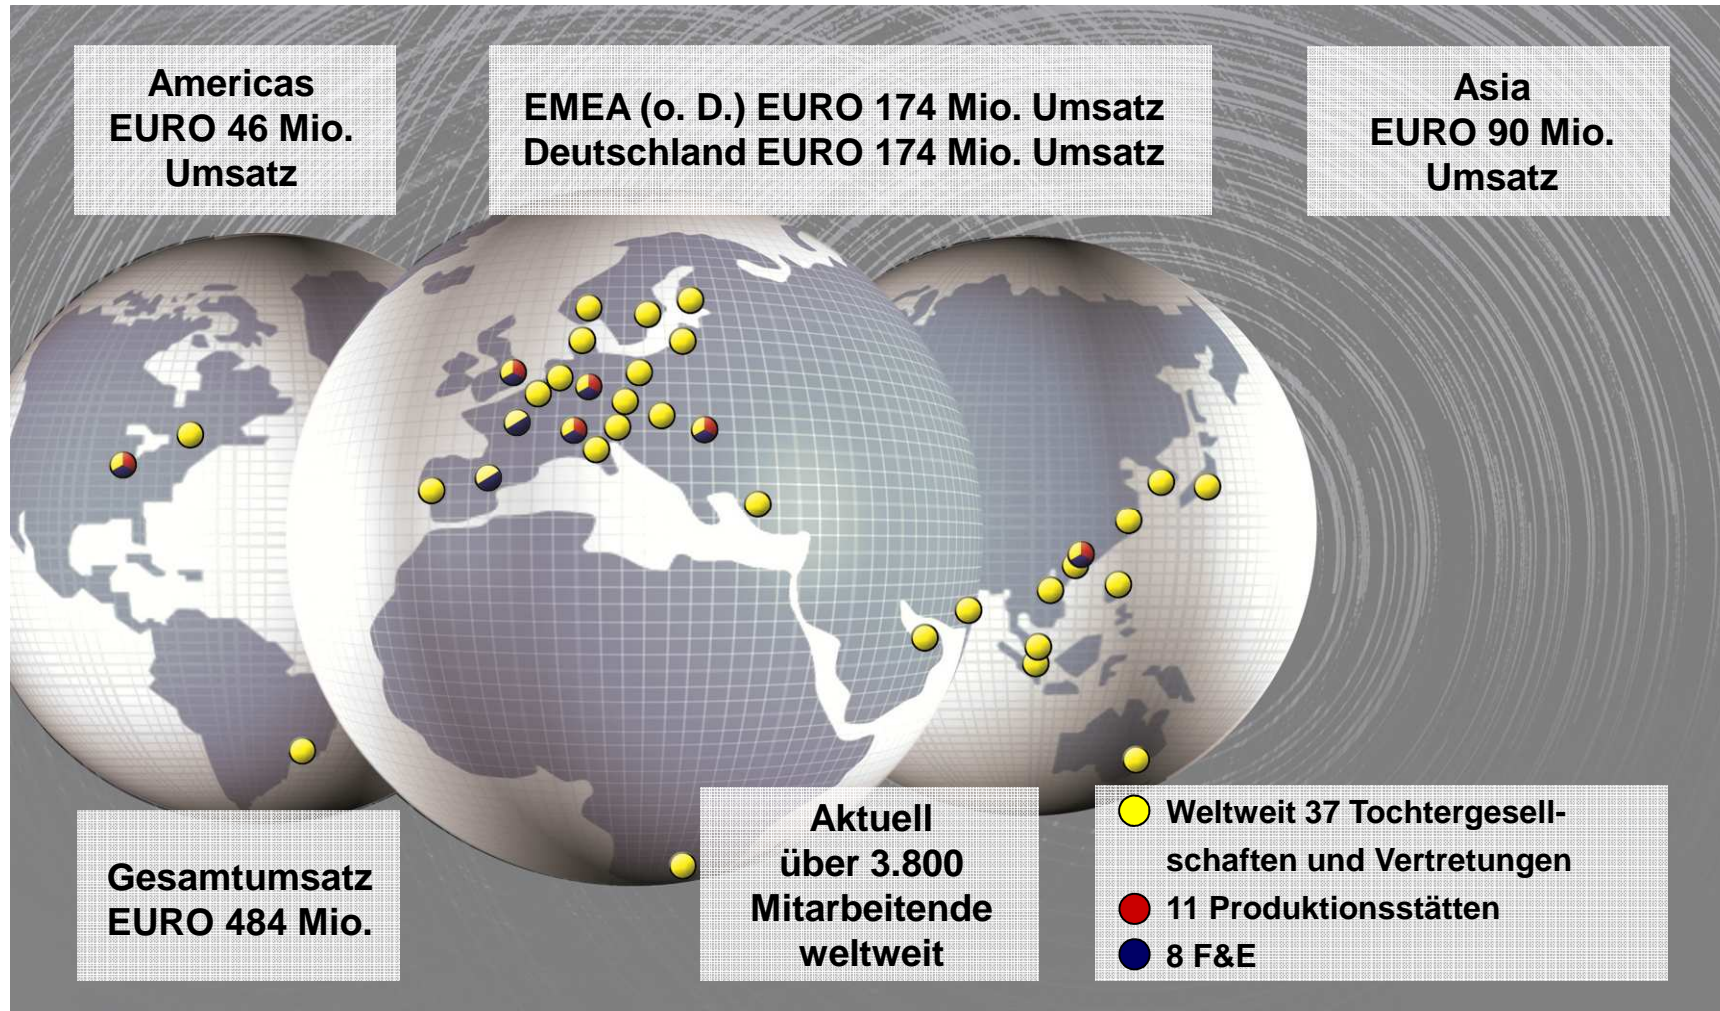 Americas
EURO 46 Mio.
Umsatz
EMEA (o. D.) EURO 174 Mio. Umsatz
Deutschland EURO 174 Mio. Umsatz
Asia
EURO 90 Mio.
Umsatz
Gesamtumsatz
EURO 484 Mio.
Aktuell
über 3.800
Mitarbeitende
weltweit
Weltweit 37 Tochtergesell-
schaften und Vertretungen
11 Produktionsstätten
8 F&E